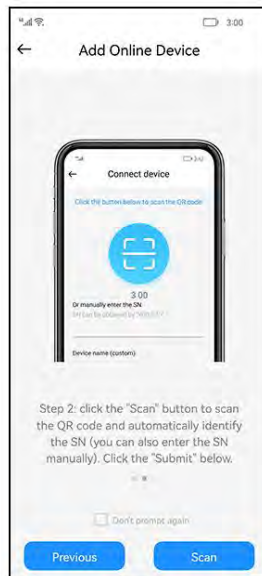 3:00
Add Online Device
Connect device
Click the button below to scan the QR code
3.00
Or manually enter the SN
Device name (custom)
Step 2: click the "Scan" button to scan
the QR code and automatically identify
the SN (you can also enter the SN
manually). Click the "Submit" below.
Don't prompt again
Previous
Scan